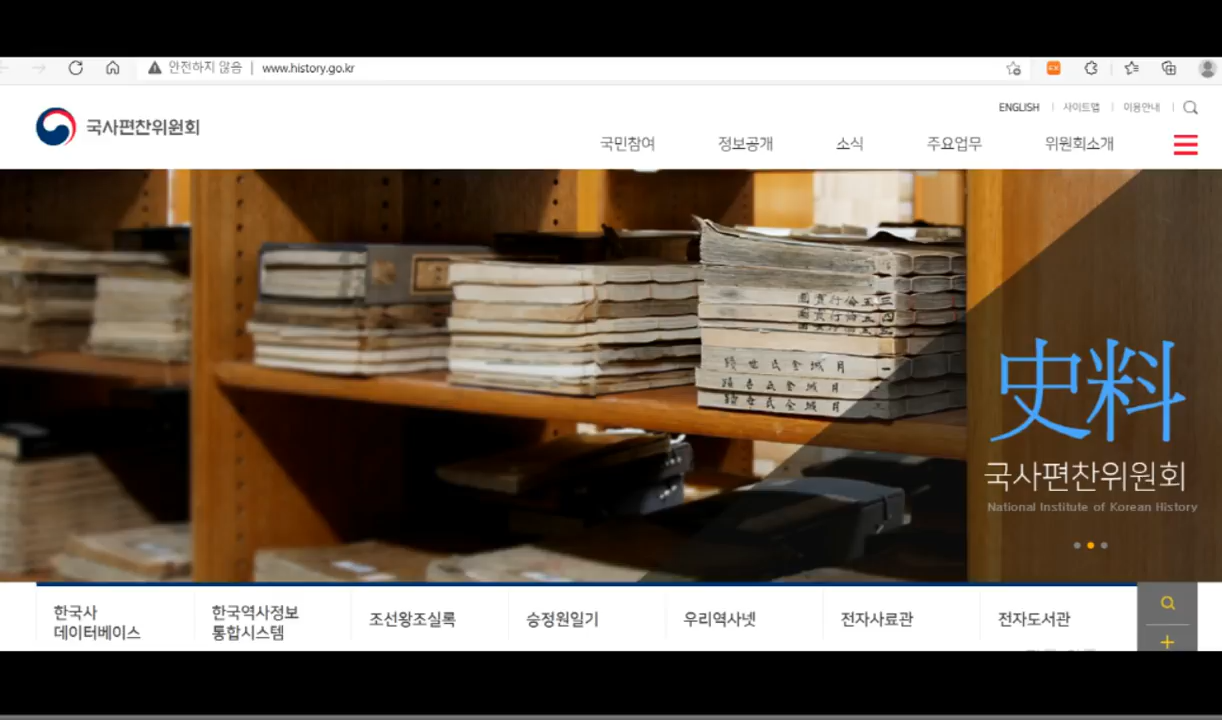 안전하지 않음 | www.history.go.kr
ENGLISH | 사이트맵 | 이용안내
국사편찬위원회
국민참여 정보공개 소식 주요업무 위원회소개
史料
국사편찬위원회
National Institute of Korean History
한국사 데이터베이스
한국역사정보 통합시스템
조선왕조실록
승정원일기
우리역사넷
전자사료관
전자도서관